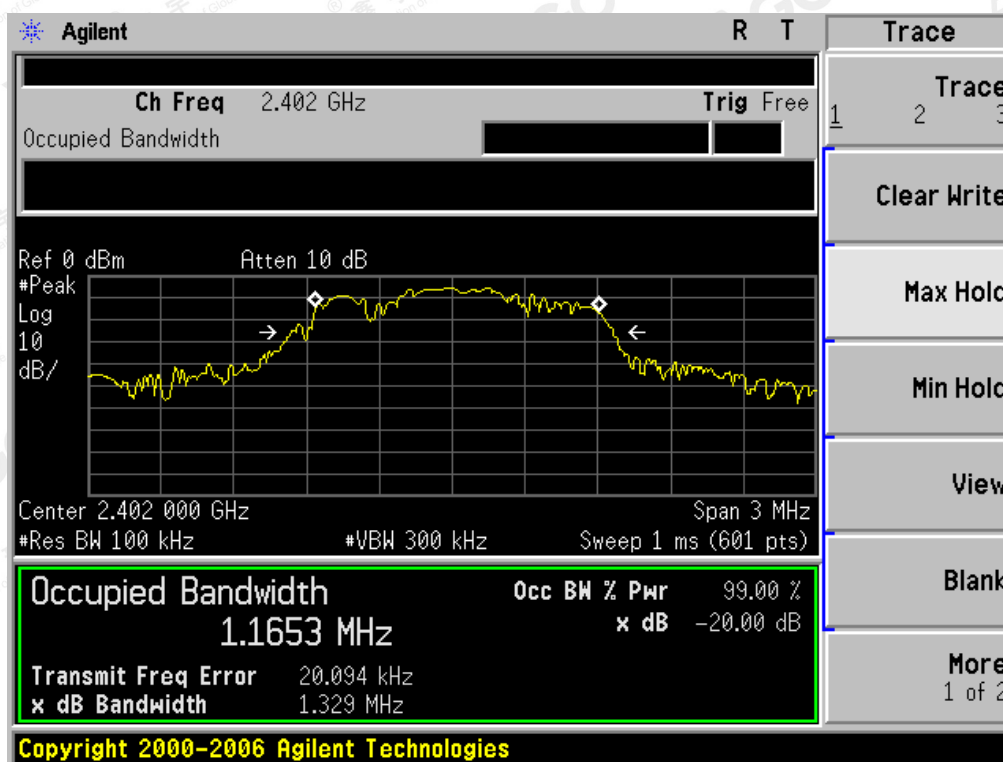 Agilent
R T
Ch Freq 2.402 GHz
Trig Free
Occupied Bandwidth
Ref 0 dBm
Atten 10 dB
#Peak
Log
10
dB/
Center 2.402 000 GHz
Span 3 MHz
#Res BW 100 kHz
#VBW 300 kHz
Sweep 1 ms (601 pts)
Occupied Bandwidth
1.1653 MHz
Occ BW % Pwr 99.00 %
x dB -20.00 dB
Transmit Freq Error 20.094 kHz
x dB Bandwidth 1.329 MHz
Copyright 2000-2006 Agilent Technologies
Trace
Trace
1 2 3
Clear Write
Max Hold
Min Hold
View
Blank
More
1 of 2